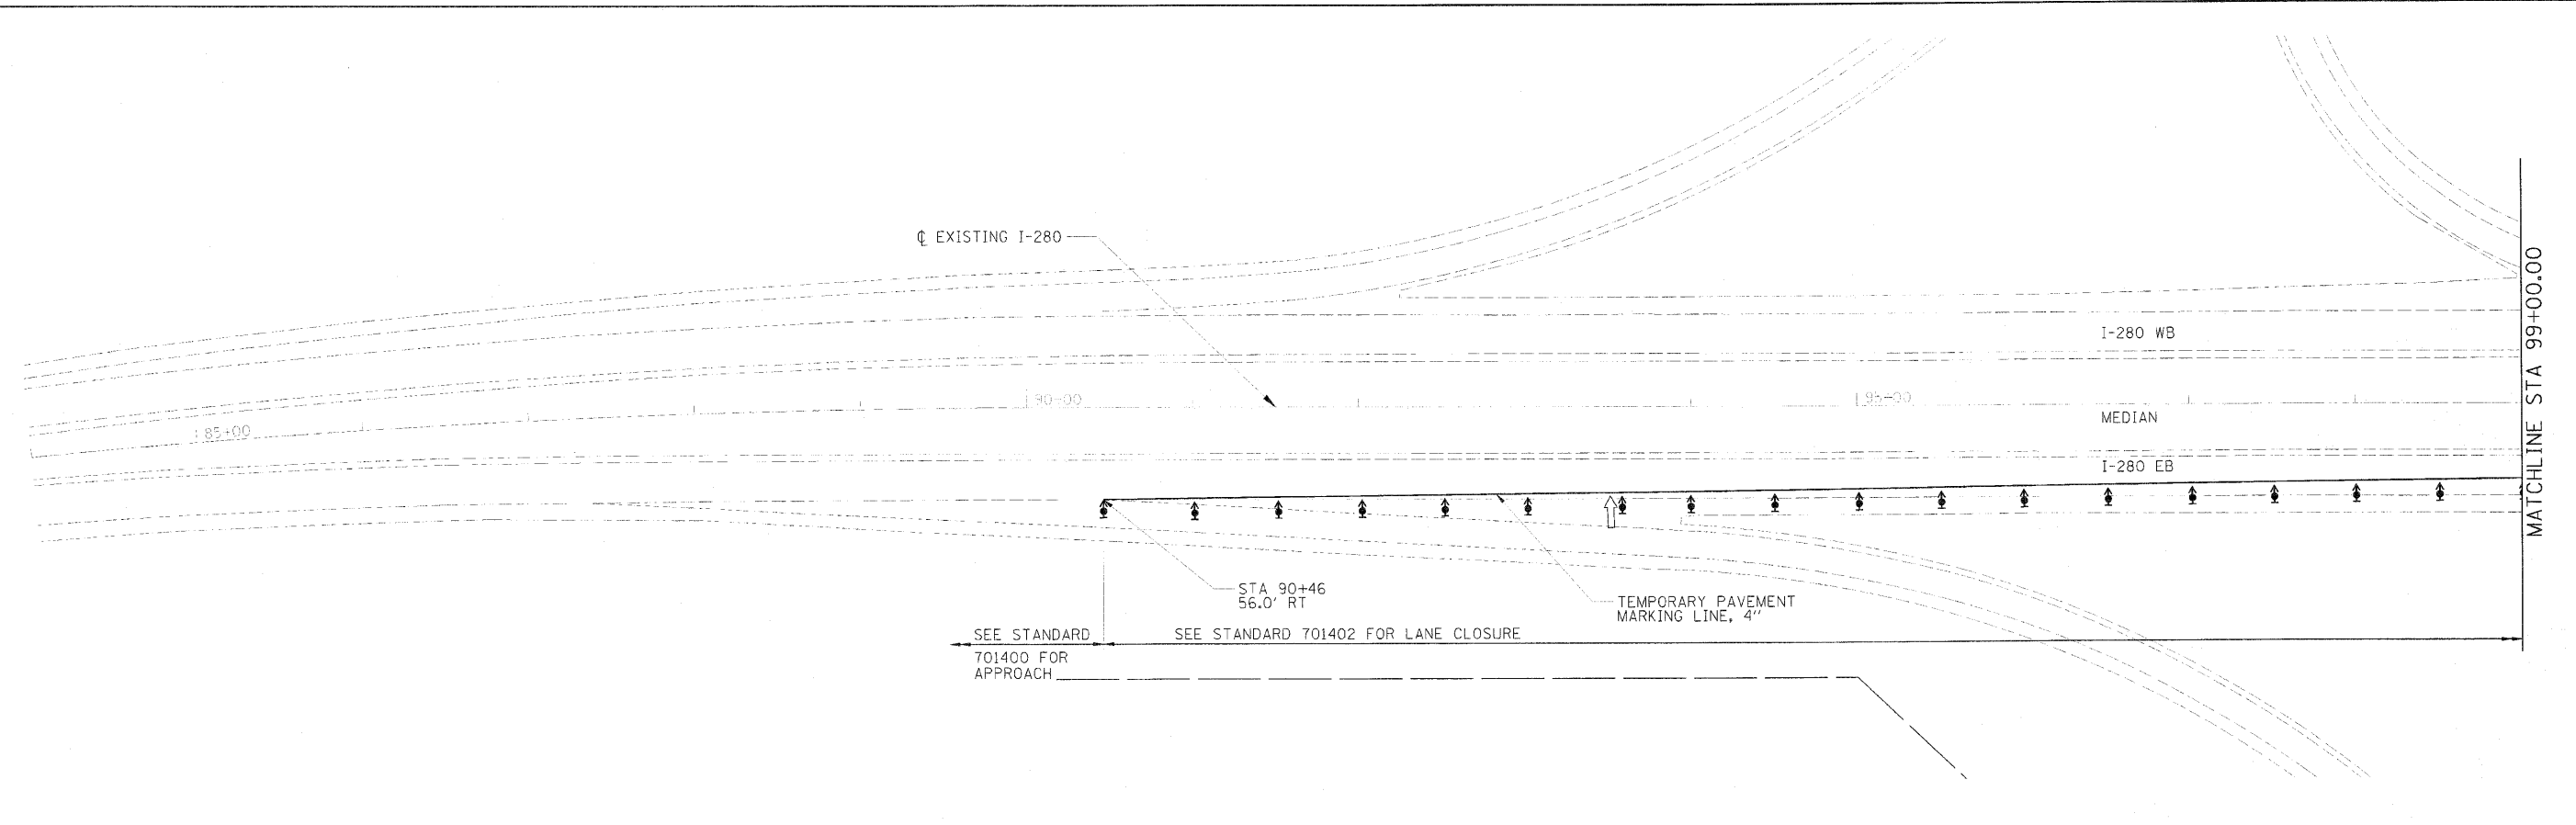 ℄ EXISTING I-280
I-280 WB
90+00
95+00
85+00
MEDIAN
I-280 EB
MATCHLINE STA 99+00.00
STA 90+46
56.0' RT
TEMPORARY PAVEMENT
MARKING LINE, 4"
SEE STANDARD
701400 FOR
APPROACH
SEE STANDARD 701402 FOR LANE CLOSURE